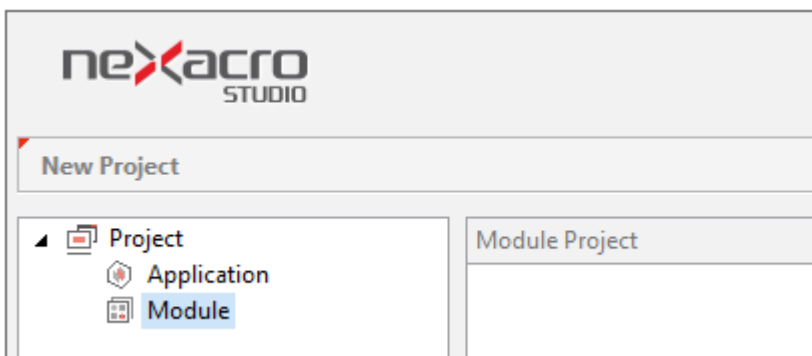 nexacro
STUDIO
New Project
Project
Application
Module
Module Project